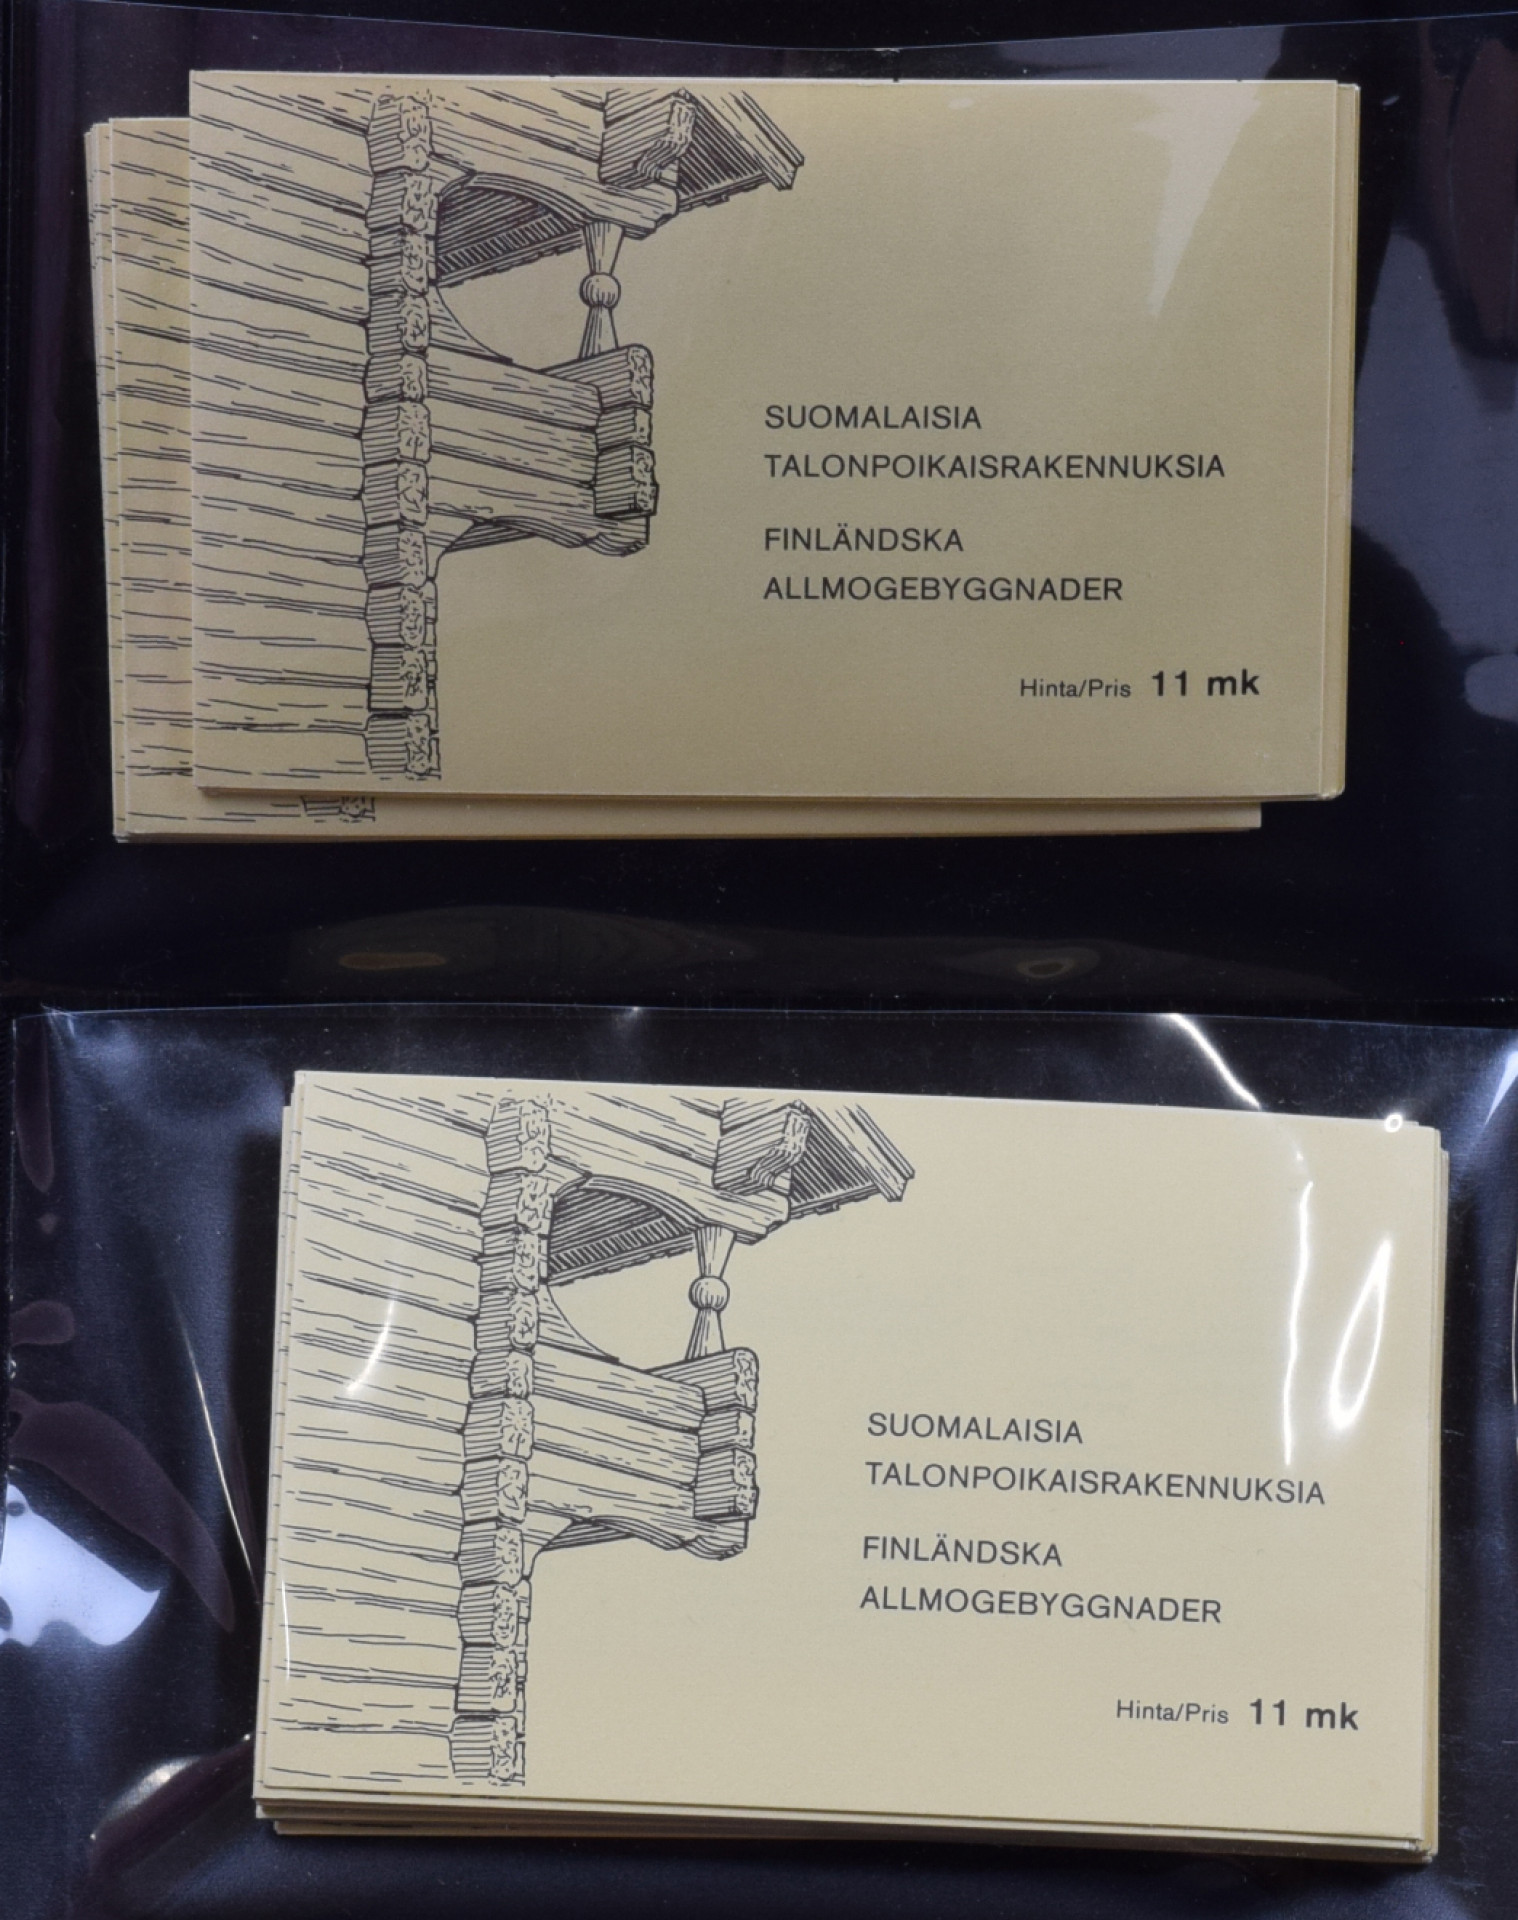 SUOMALAISIA
TALONPOIKAISRAKENNUKSIA
FINLÄNDSKA
ALLMOGEBYGGNADER
Hinta/Pris 11 mk
SUOMALAISIA
TALONPOIKAISRAKENNUKSIA
FINLÄNDSKA
ALLMOGEBYGGNADER
Hinta/Pris 11 mk